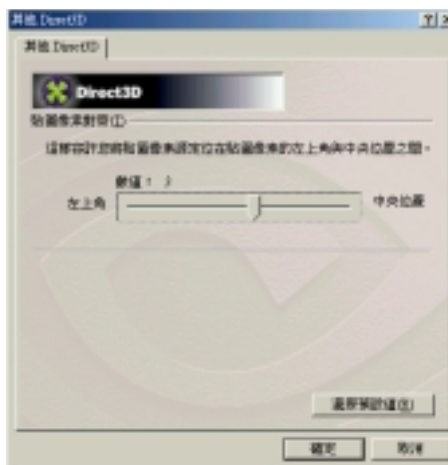 其他 Direct3D
其他 Direct3D
Direct3D
貼圖像素對齊(I)
這將容許您將貼圖像素原定位在貼圖像素的左上角與中央位置之間。
數值：
左上角
中央位置
還原預設值(R)
確定
取消